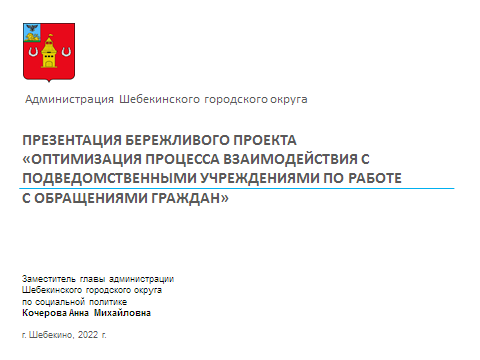 Администрация Шебекинского городского округа
ПРЕЗЕНТАЦИЯ БЕРЕЖЛИВОГО ПРОЕКТА
«ОПТИМИЗАЦИЯ ПРОЦЕССА ВЗАИМОДЕЙСТВИЯ С
ПОДВЕДОМСТВЕННЫМИ УЧРЕЖДЕНИЯМИ ПО РАБОТЕ
С ОБРАЩЕНИЯМИ ГРАЖДАН»
Заместитель главы администрации
Шебекинского городского округа
по социальной политике
Кочерова Анна Михайловна
г. Шебекино, 2022 г.